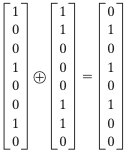 ⎡1⎤   ⎡1⎤   ⎡0⎤
⎢0⎥   ⎢1⎥   ⎢1⎥
⎢0⎥   ⎢0⎥   ⎢0⎥
⎢1⎥   ⎢0⎥   ⎢1⎥
⎢0⎥ ⊕ ⎢0⎥ = ⎢0⎥
⎢0⎥   ⎢1⎥   ⎢1⎥
⎢1⎥   ⎢1⎥   ⎢0⎥
⎣0⎦   ⎣0⎦   ⎣0⎦